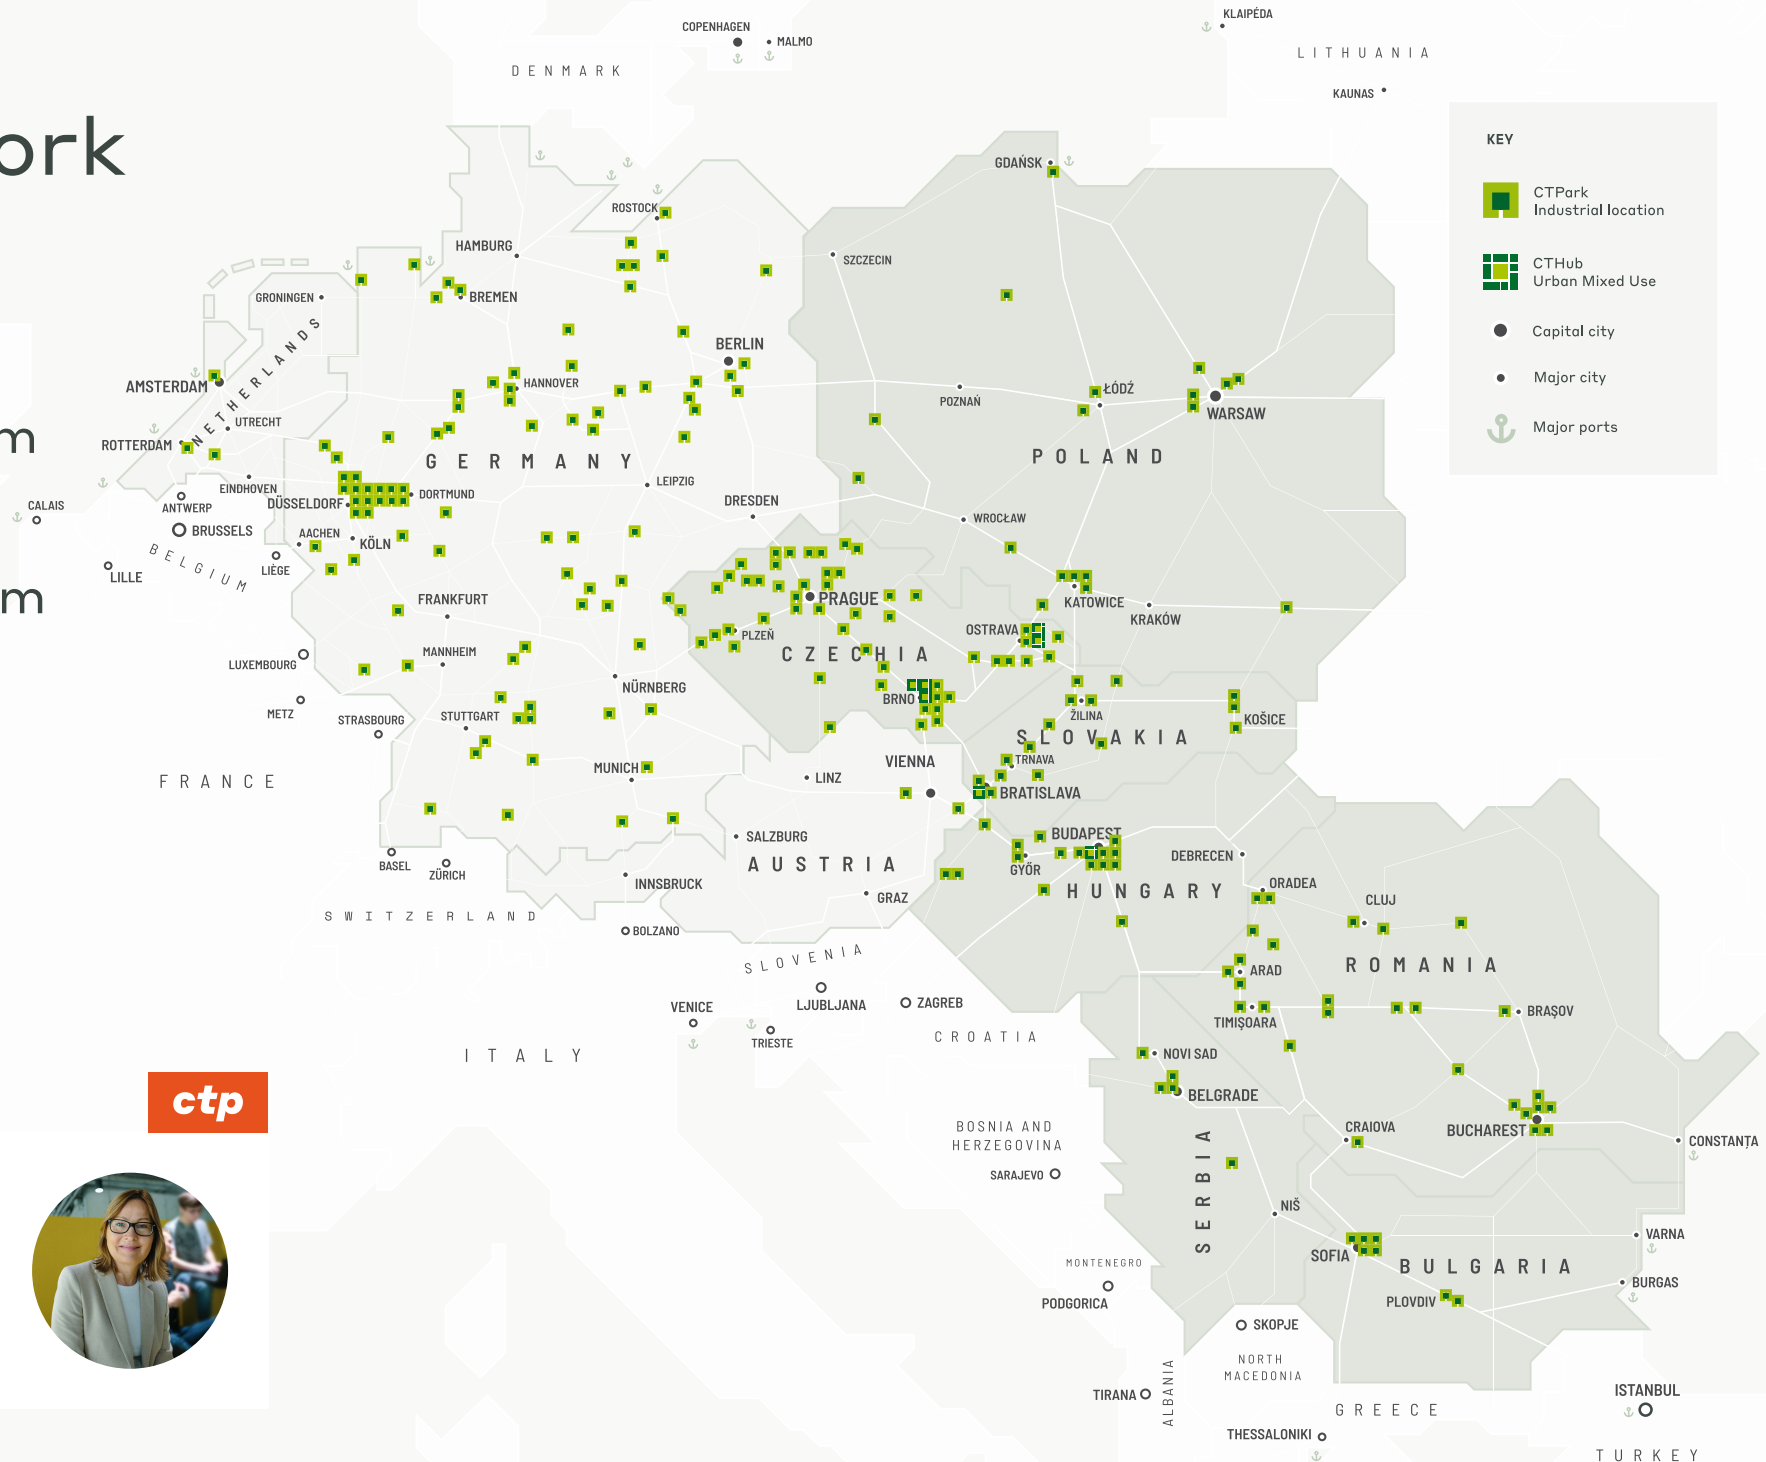 ork
m
m
KEY
CTPark
Industrial location
CTHub
Urban Mixed Use
Capital city
Major city
Major ports
COPENHAGEN
MALMO
DENMARK
KLAIPÉDA
LITHUANIA
KAUNAS
GDAŃSK
ROSTOCK
HAMBURG
SZCZECIN
GRONINGEN
BREMEN
NETHERLANDS
BERLIN
AMSTERDAM
HANNOVER
POZNAŃ
ŁÓDŹ
WARSAW
UTRECHT
ROTTERDAM
GERMANY
POLAND
EINDHOVEN
DÜSSELDORF
DORTMUND
LEIPZIG
DRESDEN
CALAIS
ANTWERP
BRUSSELS
AACHEN
KÖLN
WROCŁAW
BELGIUM
LIÈGE
LILLE
FRANKFURT
PRAGUE
KATOWICE
KRAKÓW
PLZEŇ
OSTRAVA
LUXEMBOURG
MANNHEIM
CZECHIA
NÜRNBERG
BRNO
METZ
STRASBOURG
STUTTGART
ŽILINA
KOŠICE
SLOVAKIA
FRANCE
MUNICH
LINZ
VIENNA
TRNAVA
BRATISLAVA
BASEL
ZÜRICH
SALZBURG
AUSTRIA
BUDAPEST
GYŐR
DEBRECEN
INNSBRUCK
GRAZ
HUNGARY
ORADEA
CLUJ
SWITZERLAND
BOLZANO
SLOVENIA
ARAD
ROMANIA
VENICE
LJUBLJANA
ZAGREB
TIMIȘOARA
BRAȘOV
TRIESTE
CROATIA
ITALY
NOVI SAD
BELGRADE
ctp
BOSNIA AND
HERZEGOVINA
CRAIOVA
BUCHAREST
CONSTANȚA
SARAJEVO
SERBIA
NIŠ
VARNA
SOFIA
BULGARIA
MONTENEGRO
PODGORICA
PLOVDIV
BURGAS
SKOPJE
NORTH
MACEDONIA
TIRANA
ALBANIA
GREECE
ISTANBUL
THESSALONIKI
TURKEY